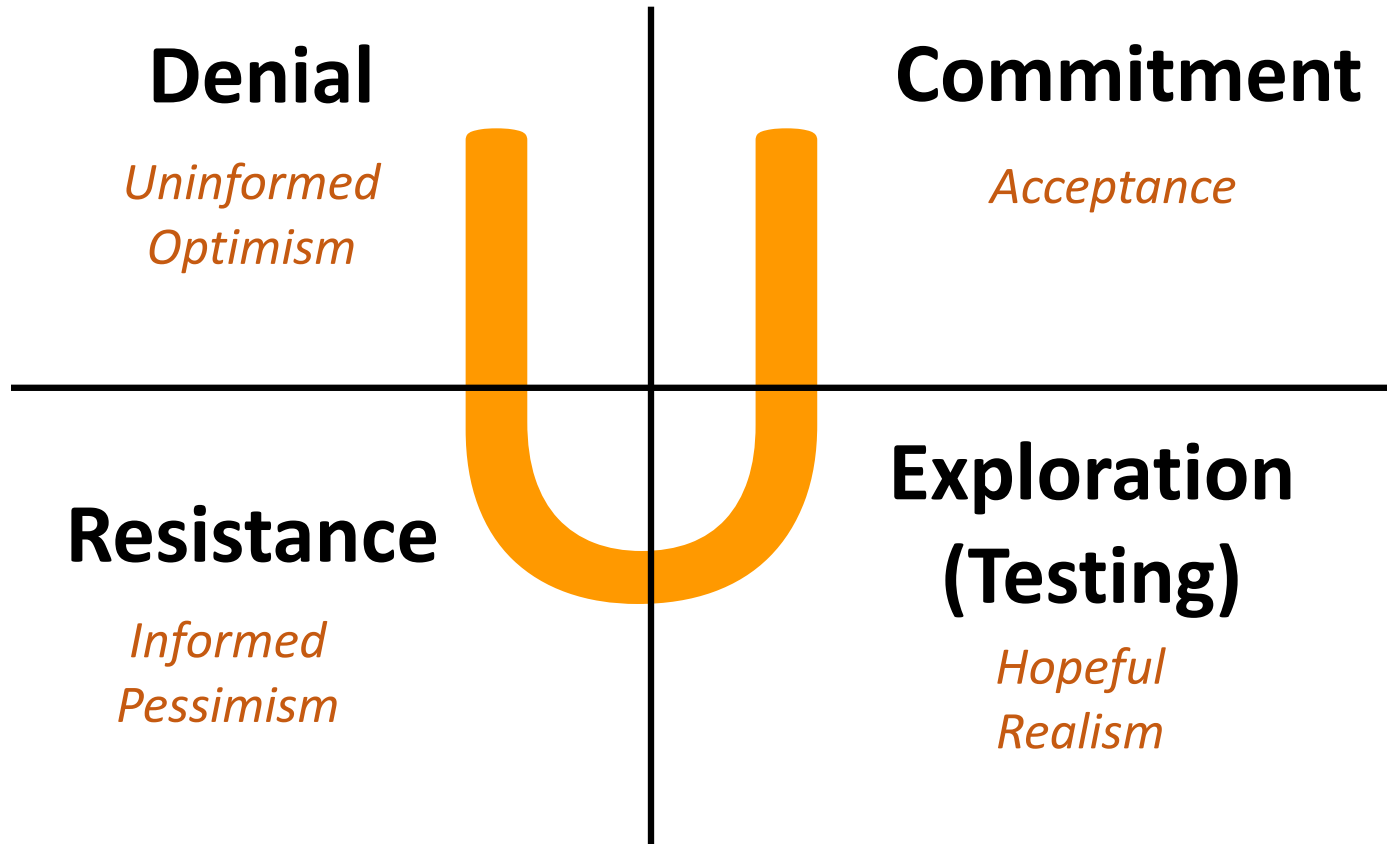 Denial
Uninformed
Optimism
Commitment
Acceptance
Resistance
Informed
Pessimism
Exploration
(Testing)
Hopeful
Realism